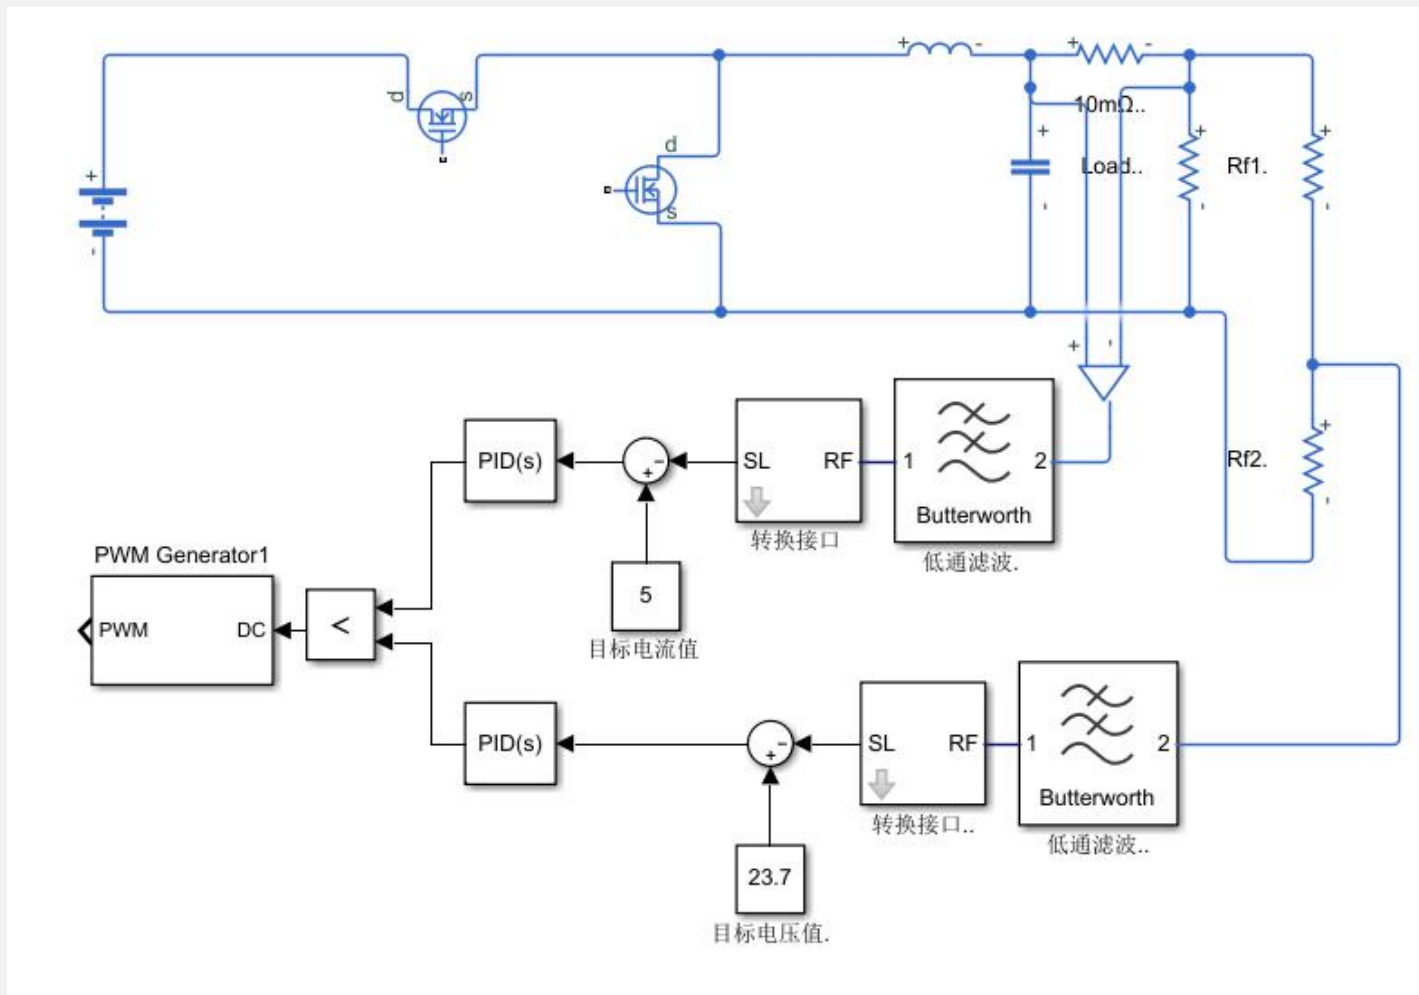 +
-
d
s
d
s
+
-
+
-
10mΩ..
+
-
Load..
+
-
Rf1.
+
-
+
-
Rf2.
+
-
PID(s)
-
+
SL
RF
转换接口
1
2
Butterworth
低通滤波.
5
目标电流值
PWM Generator1
PWM
DC
<
PID(s)
-
+
SL
RF
转换接口..
1
2
Butterworth
低通滤波..
23.7
目标电压值.